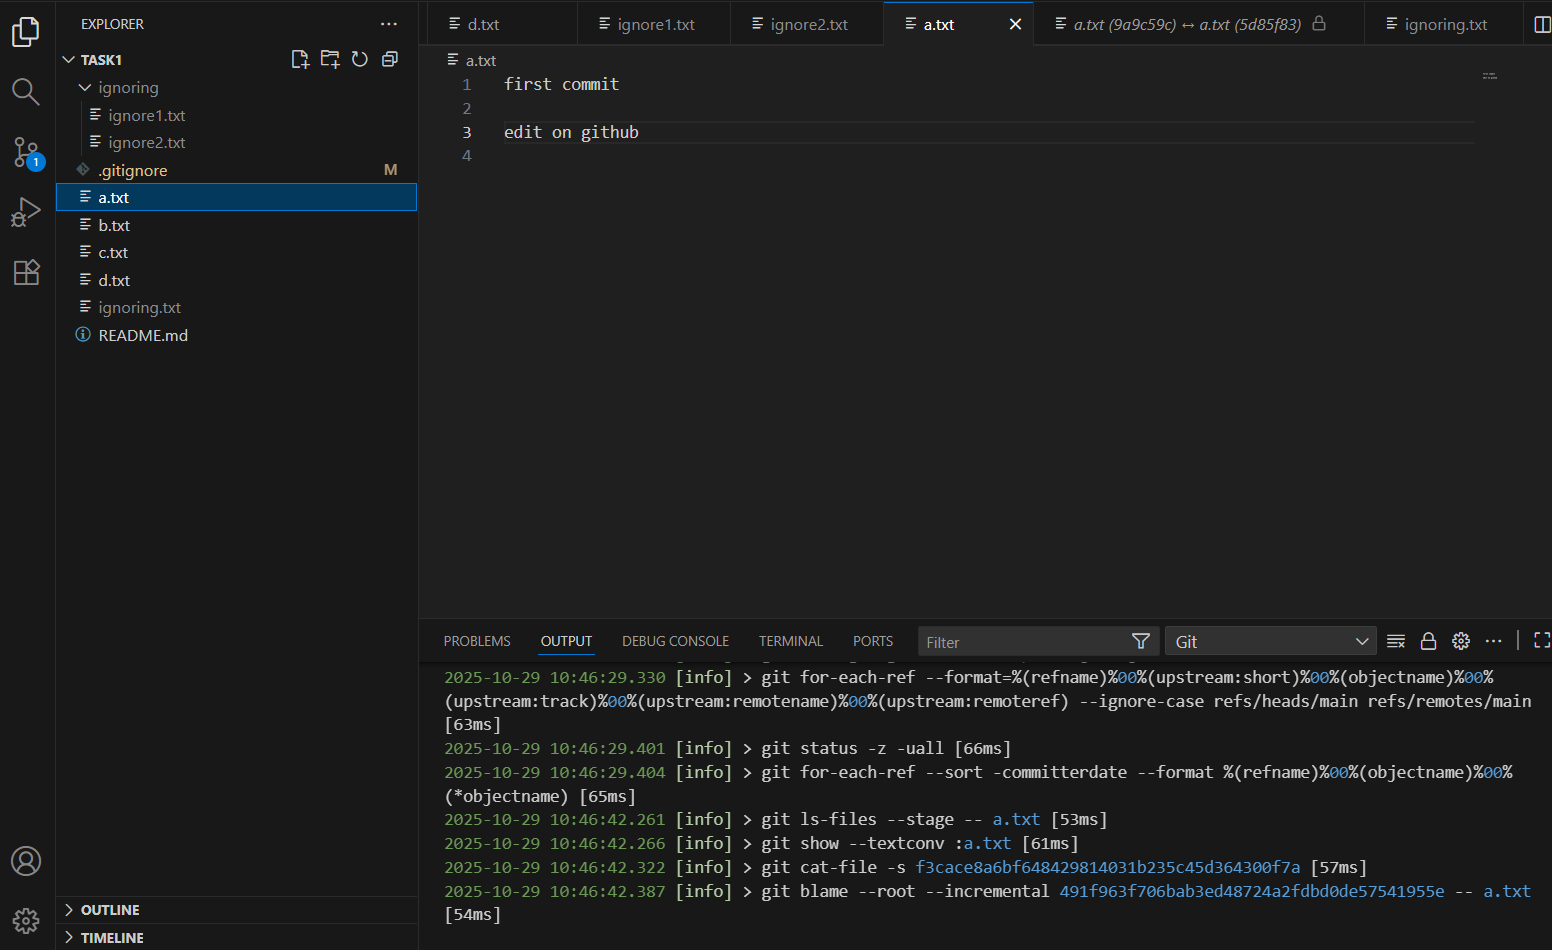 EXPLORER
TASK1
ignoring
ignore1.txt
ignore2.txt
.gitignore M
a.txt
b.txt
c.txt
d.txt
ignoring.txt
README.md
OUTLINE
TIMELINE
1
d.txt
ignore1.txt
ignore2.txt
a.txt
a.txt (9a9c59c) ↔ a.txt (5d85f83)
ignoring.txt
a.txt
1 first commit
2
3 edit on github
4
PROBLEMS OUTPUT DEBUG CONSOLE TERMINAL PORTS Filter Git
2025-10-29 10:46:29.330 [info] > git for-each-ref --format=%(refname)%00%(upstream:short)%00%(objectname)%00%
(upstream:track)%00%(upstream:remotename)%00%(upstream:remoteref) --ignore-case refs/heads/main refs/remotes/main
[63ms]
2025-10-29 10:46:29.401 [info] > git status -z -uall [66ms]
2025-10-29 10:46:29.404 [info] > git for-each-ref --sort -committerdate --format %(refname)%00%(objectname)%00%
(*objectname) [65ms]
2025-10-29 10:46:42.261 [info] > git ls-files --stage -- a.txt [53ms]
2025-10-29 10:46:42.266 [info] > git show --textconv :a.txt [61ms]
2025-10-29 10:46:42.322 [info] > git cat-file -s f3cace8a6bf648429814031b235c45d364300f7a [57ms]
2025-10-29 10:46:42.387 [info] > git blame --root --incremental 491f963f706bab3ed48724a2fdbd0de57541955e -- a.txt
[54ms]